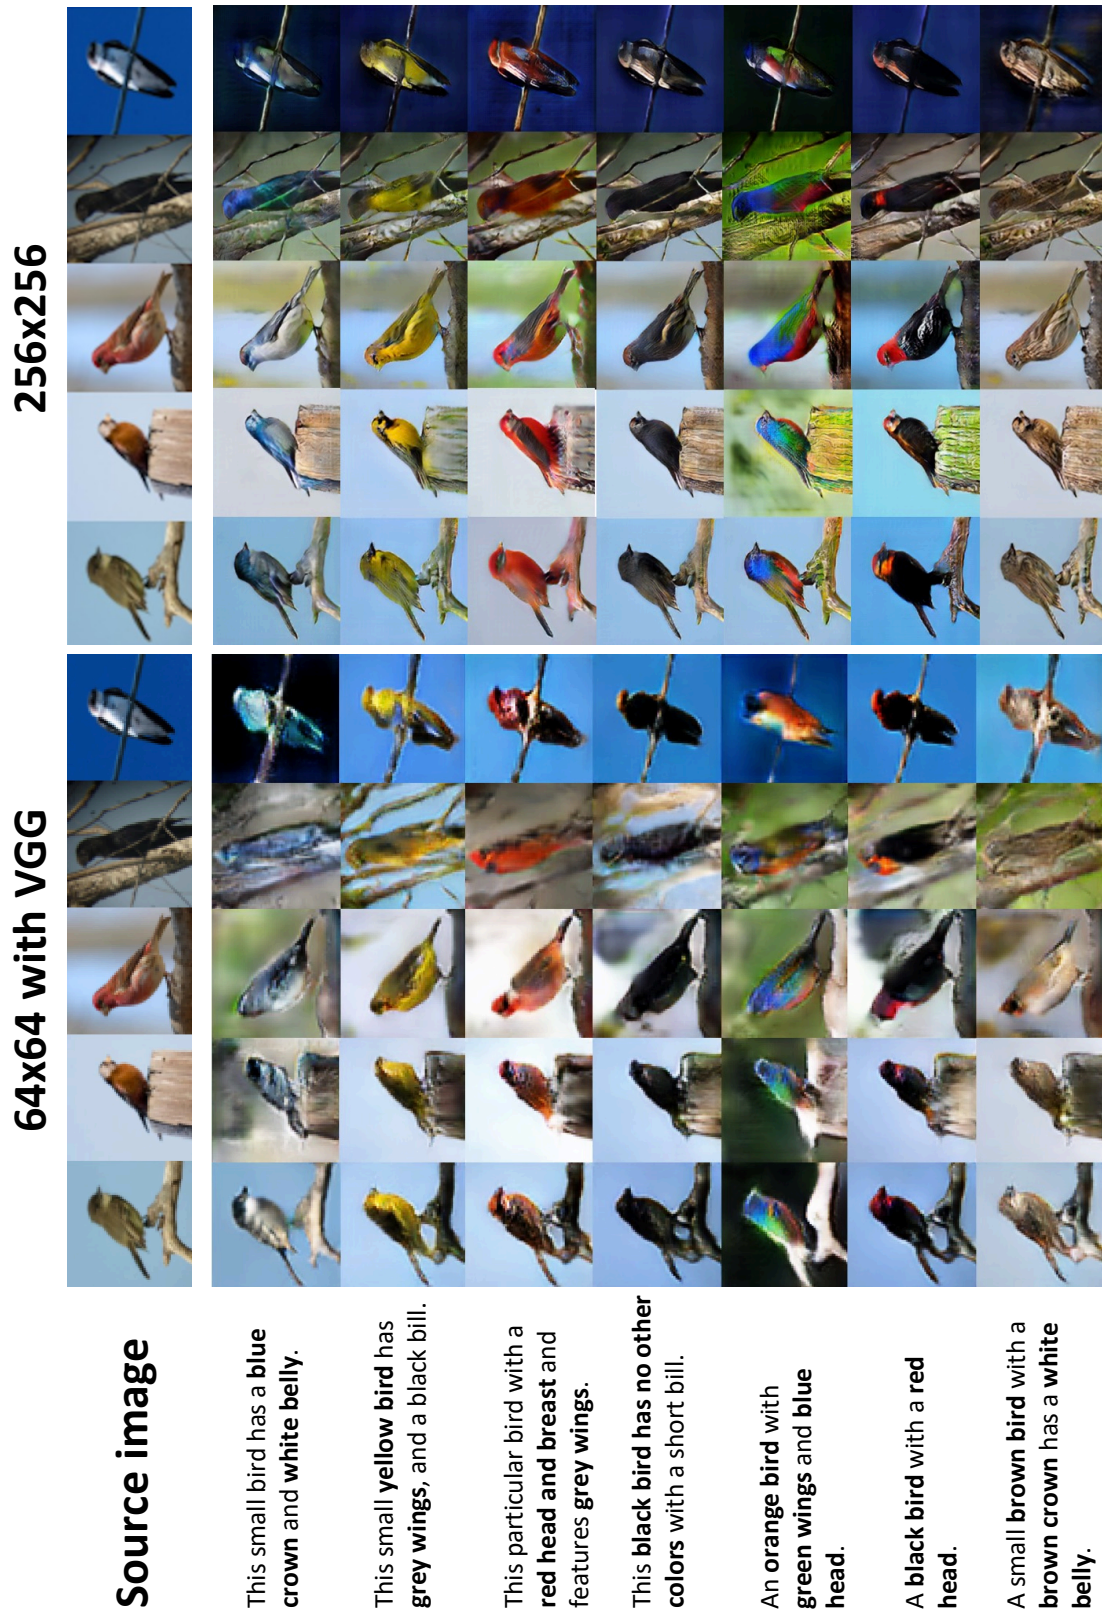 64x64 with VGG
256x256
Source image
This small bird has a blue
crown and white belly.
This small yellow bird has
grey wings, and a black bill.
This particular bird with a
red head and breast and
features grey wings.
This black bird has no other
colors with a short bill.
An orange bird with
green wings and blue
head.
A black bird with a red
head.
A small brown bird with a
brown crown has a white
belly.